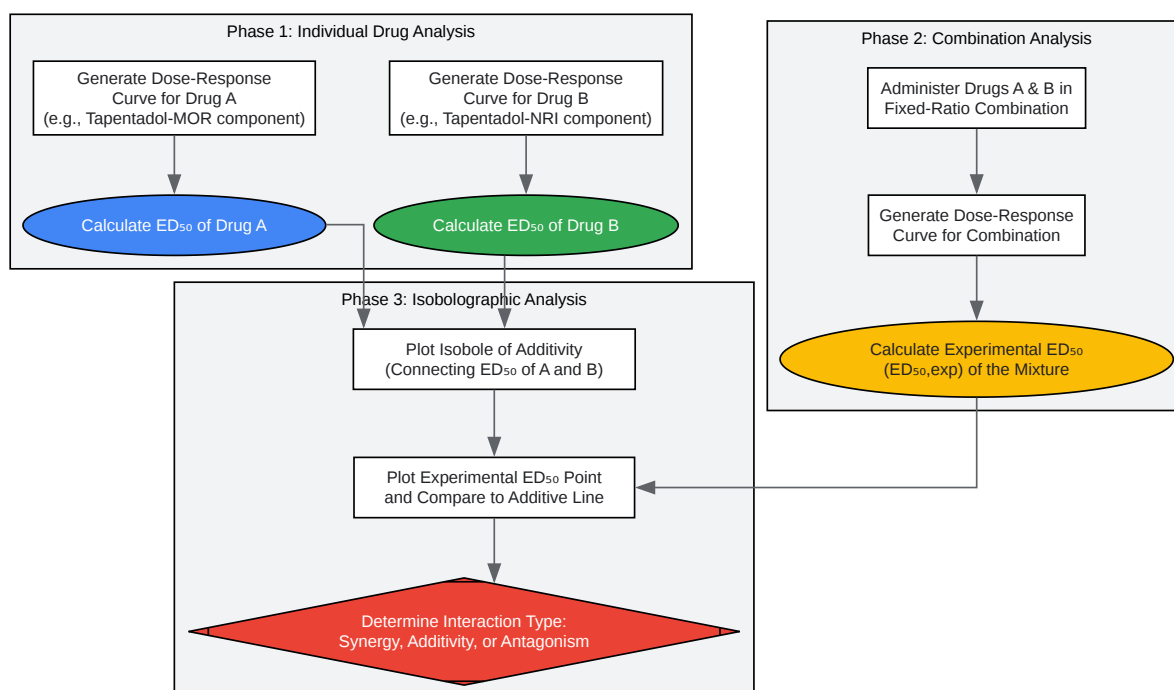 Phase 1: Individual Drug Analysis
Generate Dose-Response
Curve for Drug A
(e.g., Tapentadol-MOR component)
Generate Dose-Response
Curve for Drug B
(e.g., Tapentadol-NRI component)
Calculate ED₅₀ of Drug A
Calculate ED₅₀ of Drug B
Phase 2: Combination Analysis
Administer Drugs A & B in
Fixed-Ratio Combination
Generate Dose-Response
Curve for Combination
Calculate Experimental ED₅₀
(ED₅₀,exp) of the Mixture
Phase 3: Isobolographic Analysis
Plot Isobole of Additivity
(Connecting ED₅₀ of A and B)
Plot Experimental ED₅₀ Point
and Compare to Additive Line
Determine Interaction Type:
Synergy, Additivity, or Antagonism